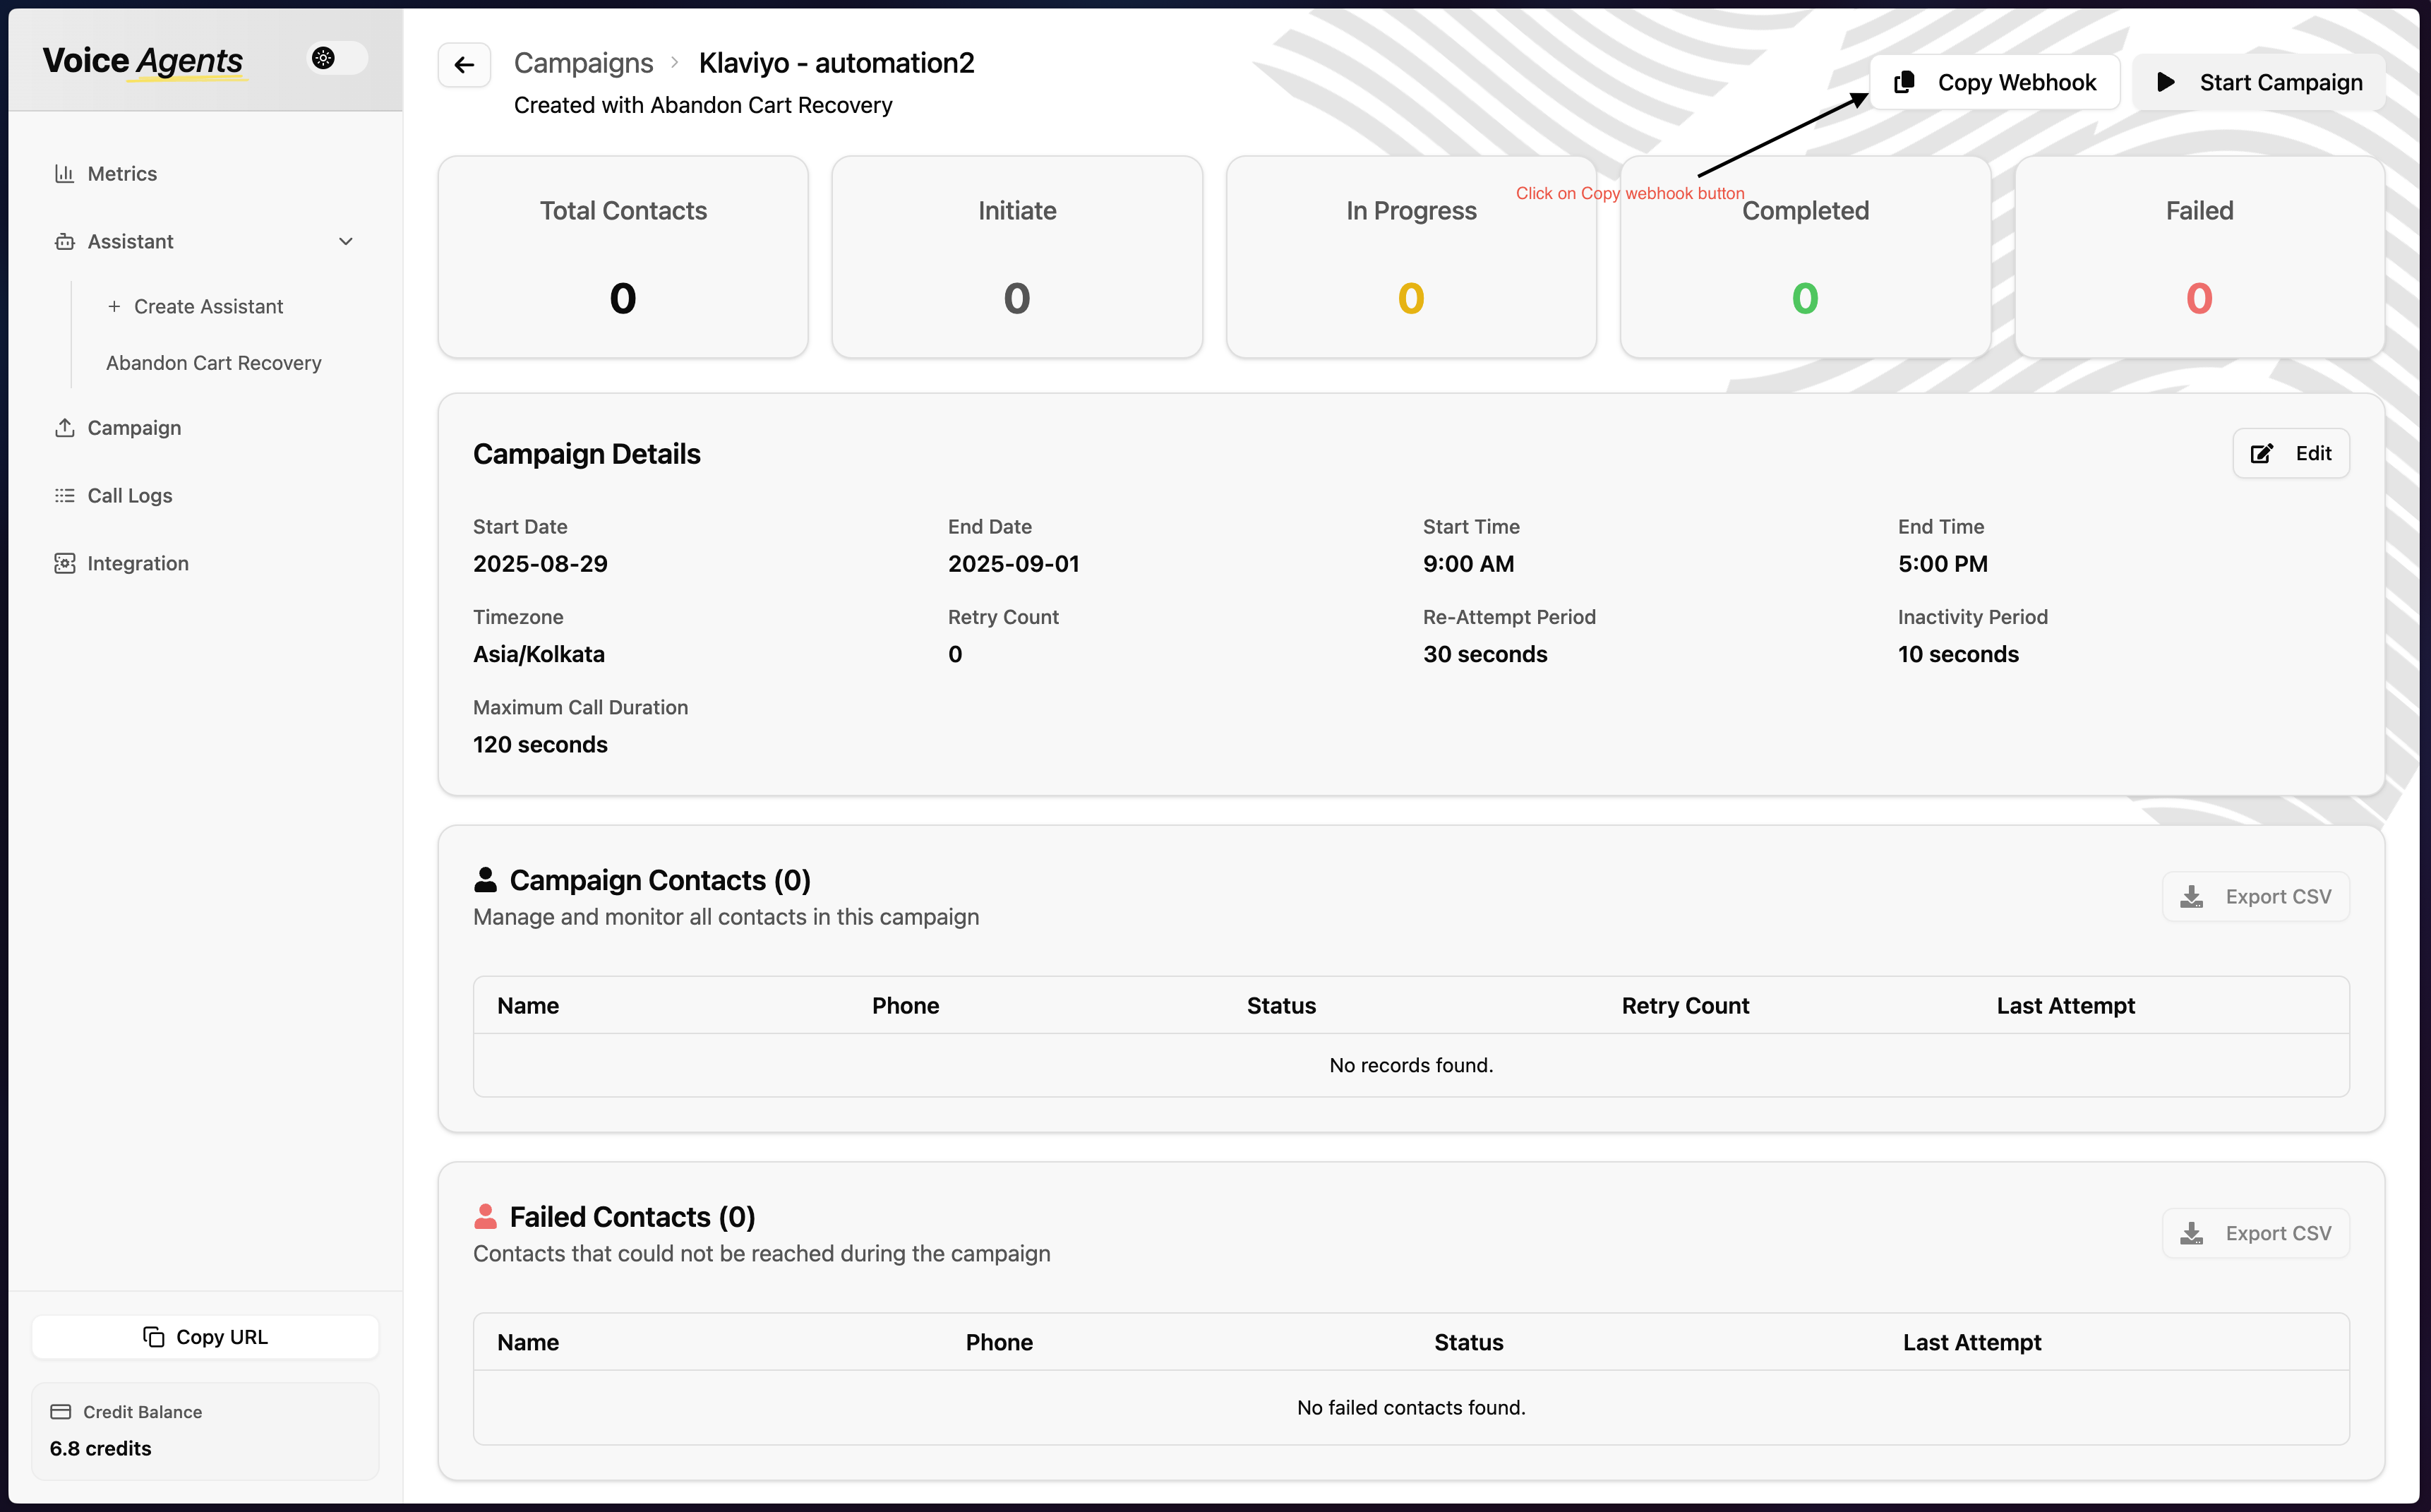 Voice Agents
Metrics
Assistant
+ Create Assistant
Abandon Cart Recovery
Campaign
Call Logs
Integration
Copy URL
Credit Balance
6.8 credits
Campaigns > Klaviyo - automation2
Created with Abandon Cart Recovery
Copy Webhook
Start Campaign
Click on Copy webhook button
Total Contacts
0
Initiate
0
In Progress
0
Completed
0
Failed
0
Campaign Details
Edit
Start Date
2025-08-29
End Date
2025-09-01
Start Time
9:00 AM
End Time
5:00 PM
Timezone
Asia/Kolkata
Retry Count
0
Re-Attempt Period
30 seconds
Inactivity Period
10 seconds
Maximum Call Duration
120 seconds
Campaign Contacts (0)
Manage and monitor all contacts in this campaign
Export CSV
Name Phone Status Retry Count Last Attempt
No records found.
Failed Contacts (0)
Contacts that could not be reached during the campaign
Export CSV
Name Phone Status Last Attempt
No failed contacts found.